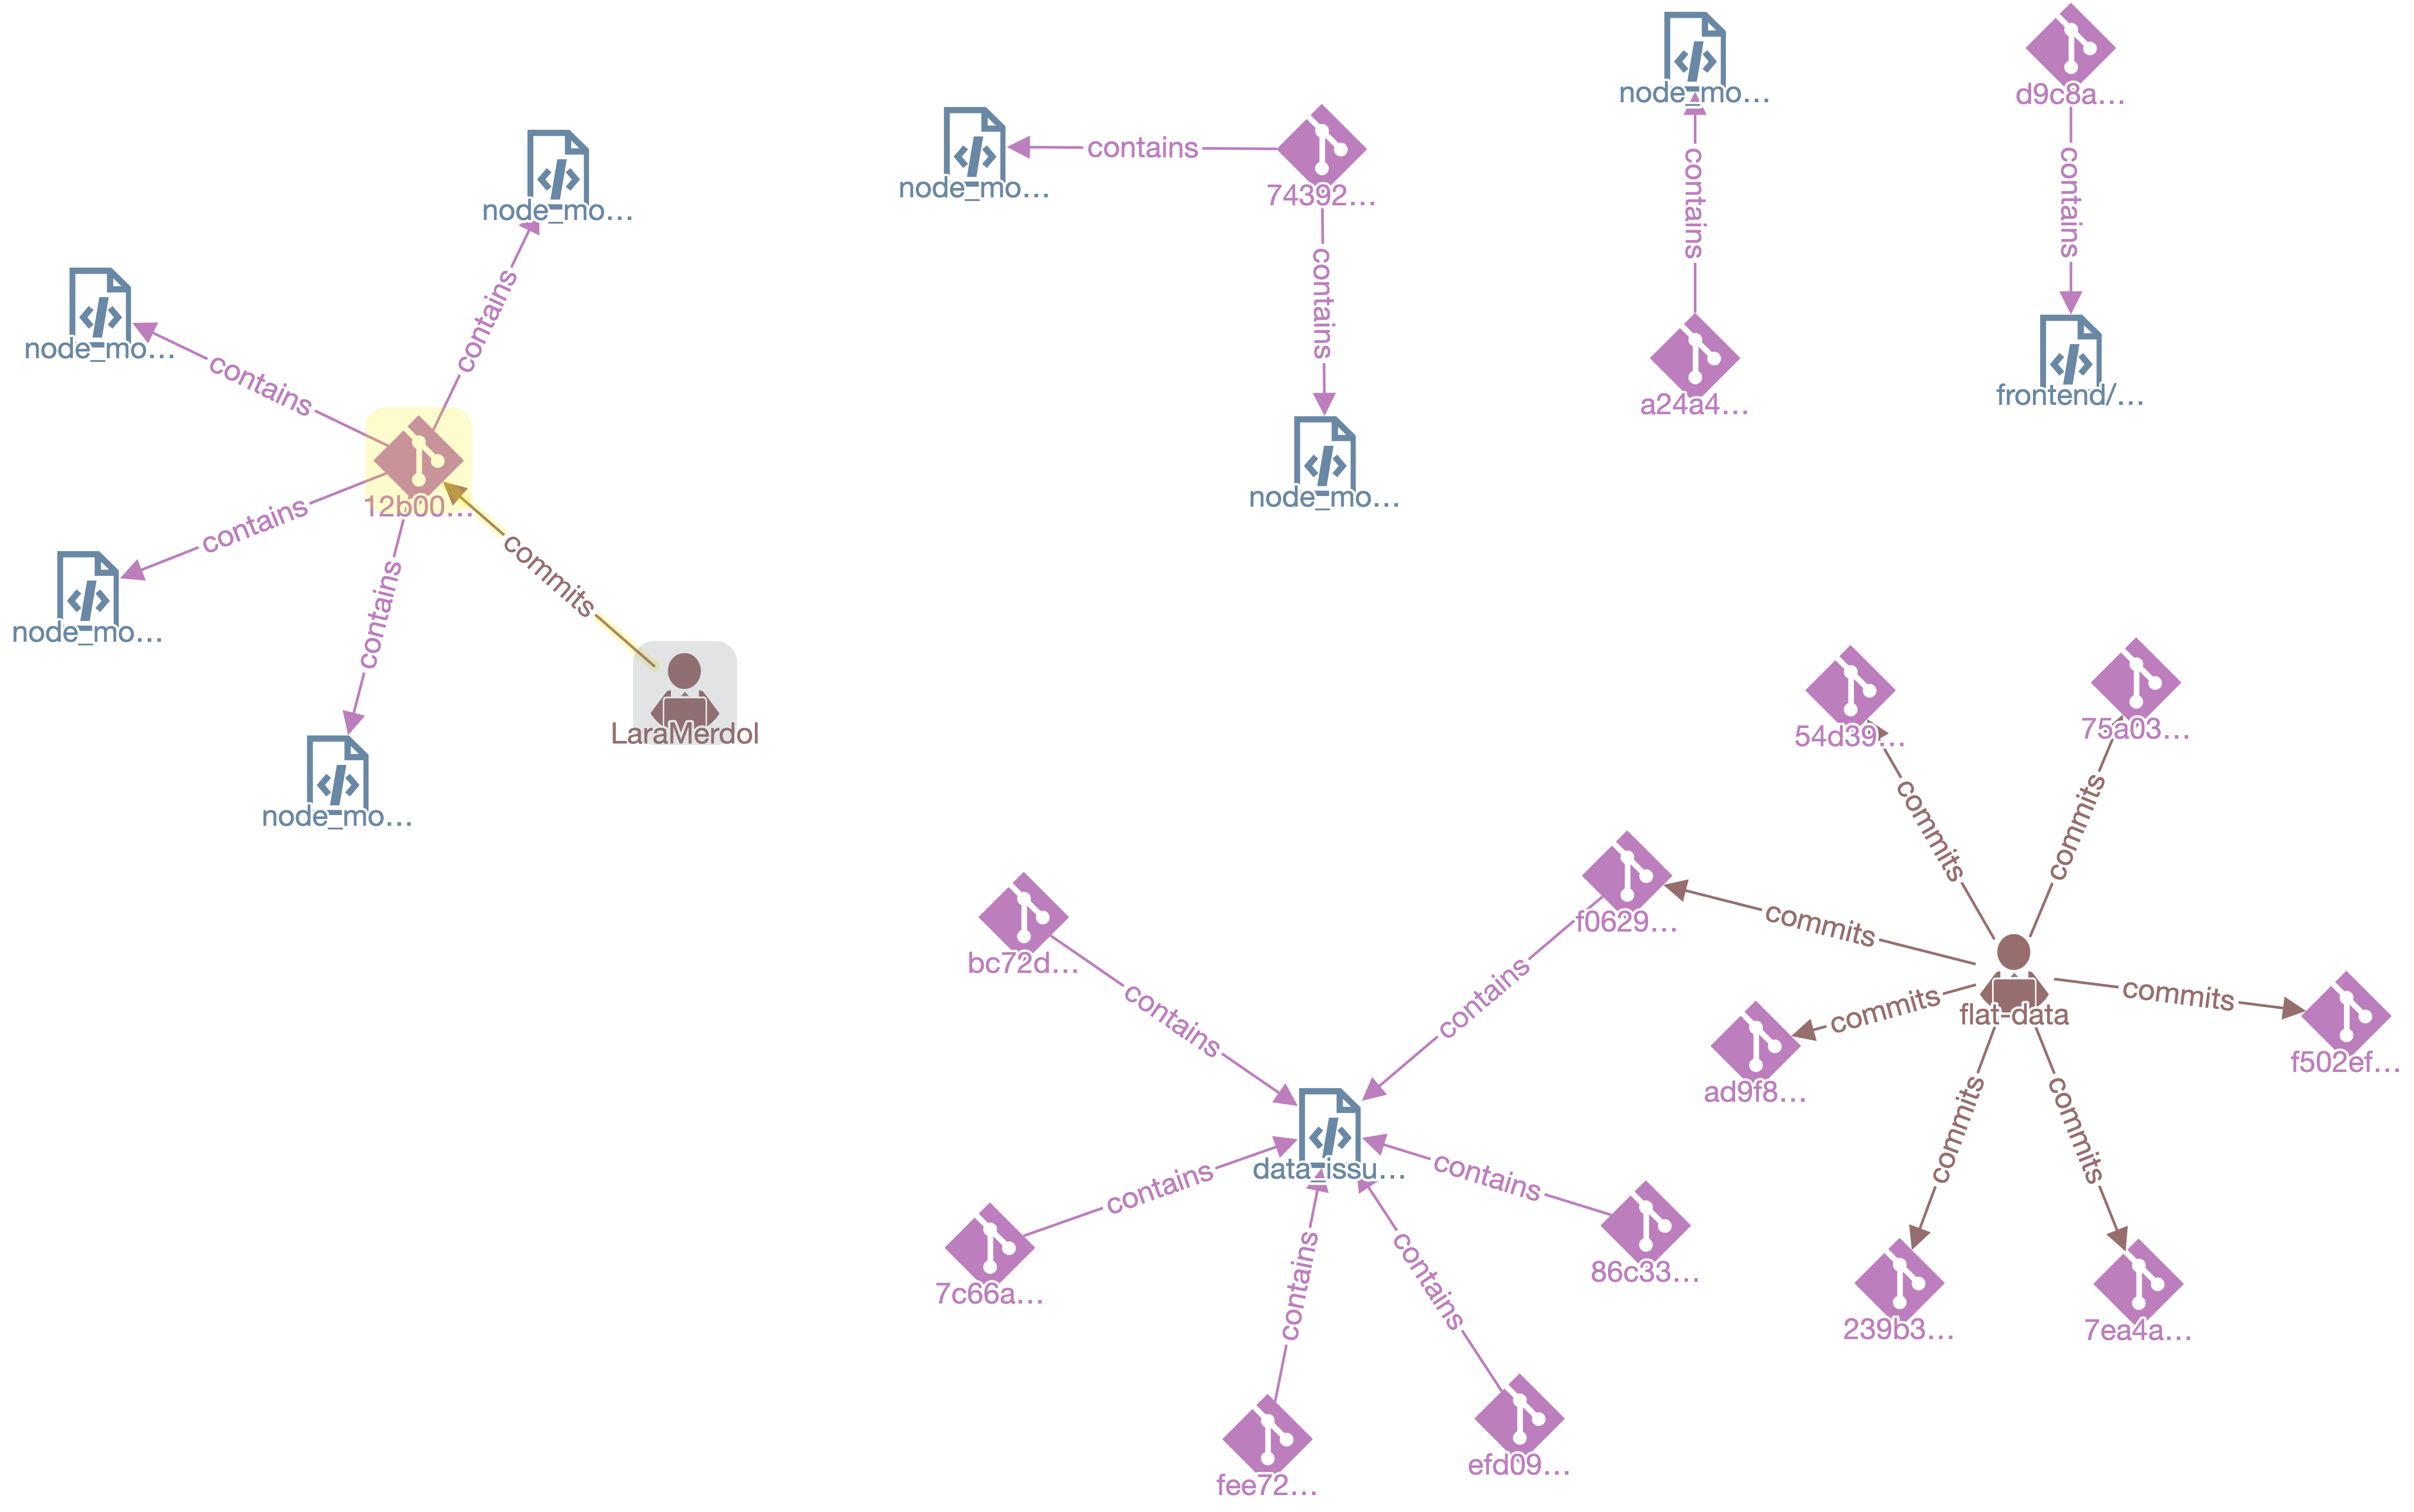 node_mo...
d9c8a...
node_mo...
contains
74392...
node_mo...
contains
contains
contains
node_mo...
contains
contains
node_mo...
contains
frontend/...
a24a4...
12b00...
contains
node_mo...
commits
contains
node_mo...
LaraMerdol
54d39...
75a03...
node_mo...
commits
commits
f0629...
commits
bc72d...
contains
contains
commits
commits
flat-data
f502ef...
ad9f8...
commits
commits
data_issu...
contains
contains
7c66a...
contains
contains
86c33...
239b3...
7ea4a...
fee72...
efd09...